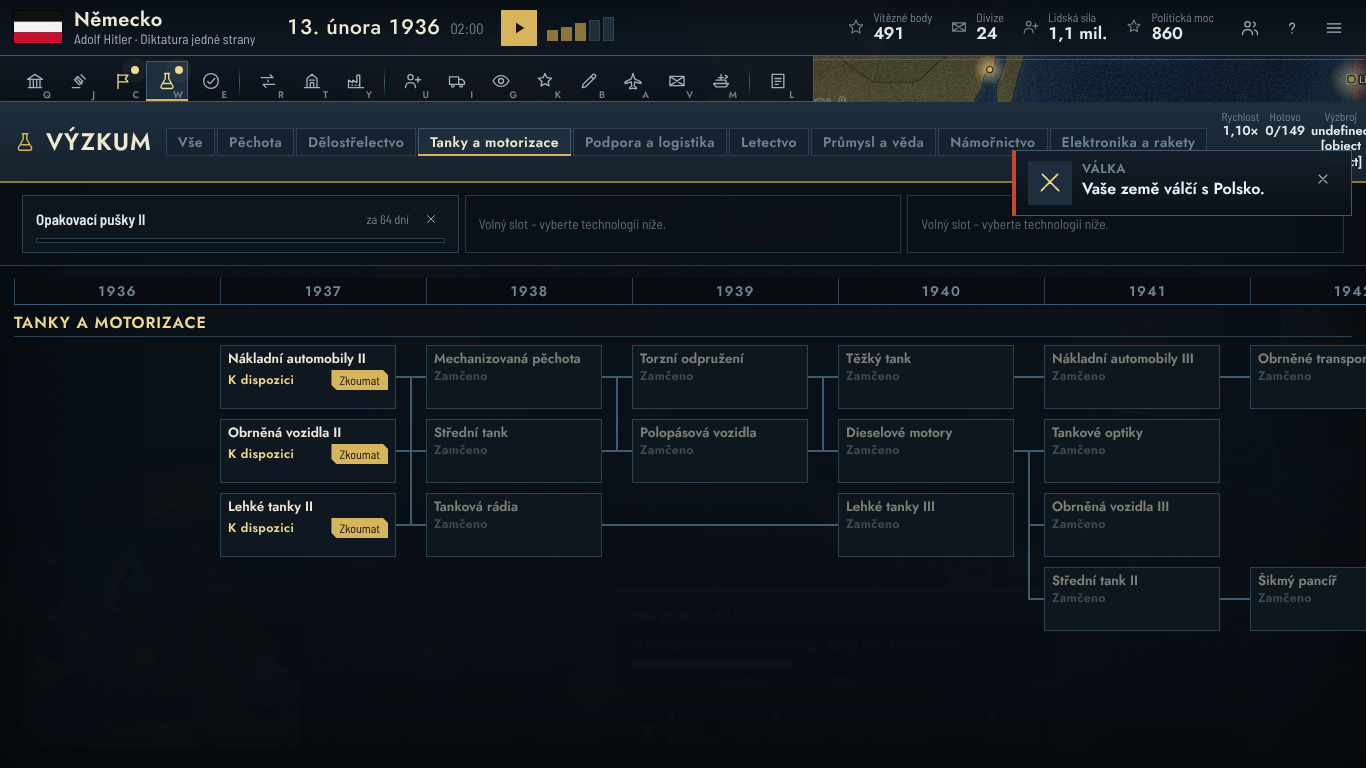 Německo
Adolf Hitler · Diktatura jedné strany
13. února 1936 02:00
Vítězné body
491
Divize
24
Lidská síla
1,1 mil.
Politická moc
860
?
Q J C W E R T Y U I G K B A V M L
VÝZKUM
Vše
Pěchota
Dělostřelectvo
Tanky a motorizace
Podpora a logistika
Letectvo
Průmysl a věda
Námořnictvo
Elektronika a rakety
Rychlost
1,10×
Hotovo
0/149
Výzbroj
undefined
[object
VÁLKA
Vaše země válčí s Polsko.
Opakovací pušky II
za 64 dní
Volný slot – vyberte technologii níže.
Volný slot – vyberte technologii níže.
1936 1937 1938 1939 1940 1941
TANKY A MOTORIZACE
Nákladní automobily II
K dispozici
Zkoumat
Mechanizovaná pěchota
Zamčeno
Torzní odpružení
Zamčeno
Těžký tank
Zamčeno
Nákladní automobily III
Zamčeno
Obrněné transpor
Zamčeno
Obrněná vozidla II
K dispozici
Zkoumat
Střední tank
Zamčeno
Polopásová vozidla
Zamčeno
Dieselové motory
Zamčeno
Tankové optiky
Zamčeno
Lehké tanky II
K dispozici
Zkoumat
Tanková rádia
Zamčeno
Lehké tanky III
Zamčeno
Obrněná vozidla III
Zamčeno
Střední tank II
Zamčeno
Šikmý pancíř
Zamčeno
PRŮVODCE 5/10